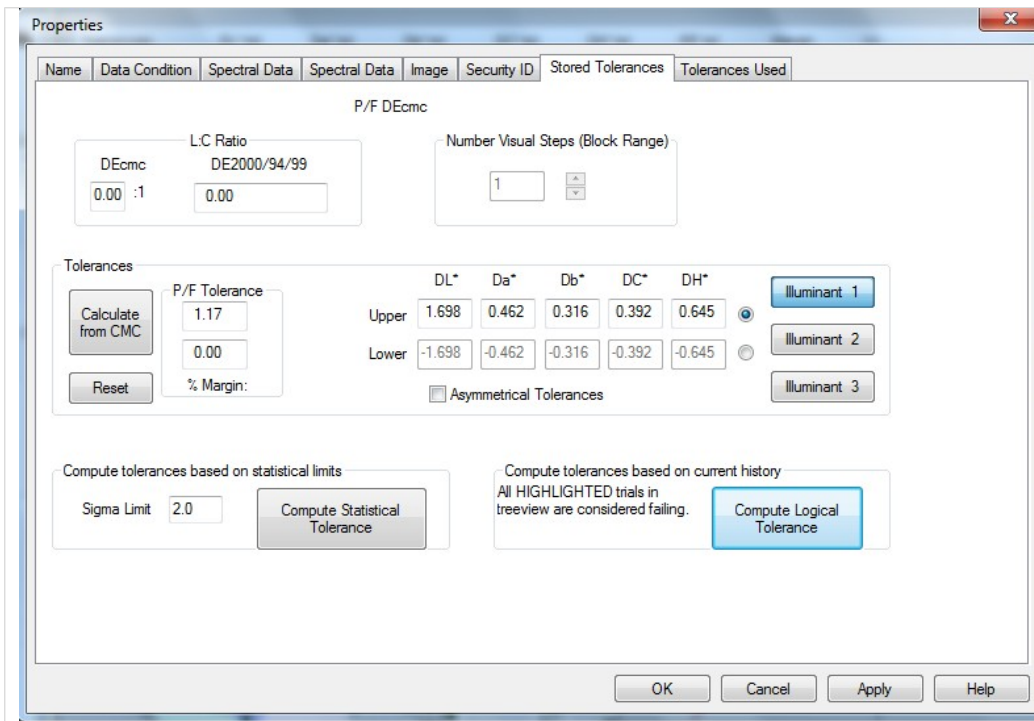 Properties
Name Data Condition Spectral Data Spectral Data Image Security ID Stored Tolerances Tolerances Used
P/F DEcmc
L:C Ratio
DEcmc DE2000/94/99
0.00 :1 0.00
Number Visual Steps (Block Range)
1
Tolerances
Calculate
from CMC
Reset
P/F Tolerance
1.17
0.00
% Margin:
DL* Da* Db* DC* DH*
Upper 1.698 0.462 0.316 0.392 0.645
Lower -1.698 -0.462 -0.316 -0.392 -0.645
Asymmetrical Tolerances
Illuminant 1
Illuminant 2
Illuminant 3
Compute tolerances based on statistical limits
Sigma Limit 2.0
Compute Statistical
Tolerance
Compute tolerances based on current history
All HIGHLIGHTED trials in
treeview are considered failing.
Compute Logical
Tolerance
OK Cancel Apply Help